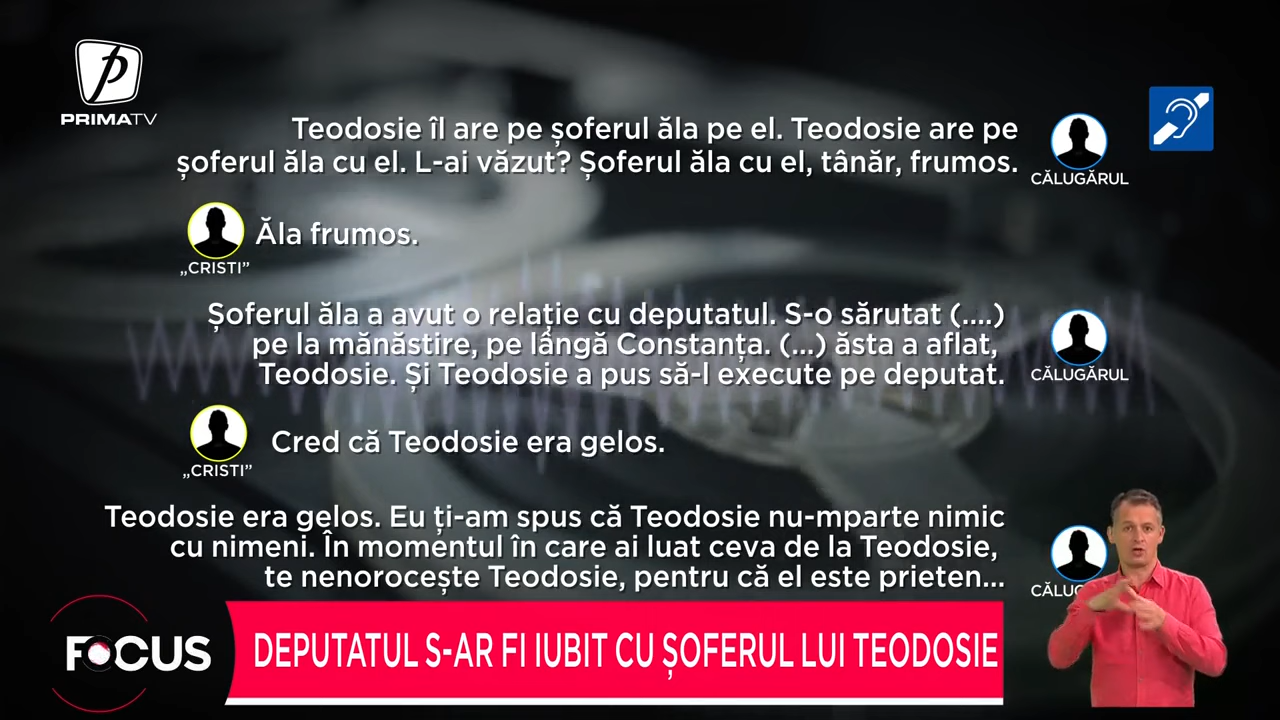 PRIMATV
Teodosie îl are pe șoferul ăla pe el. Teodosie are pe
șoferul ăla cu el. L-ai văzut? Șoferul ăla cu el, tânăr, frumos.
CĂLUGĂRUL
Ăla frumos.
„CRISTI”
Șoferul ăla a avut o relație cu deputatul. S-o sărutat (....)
pe la mănăstire, pe lângă Constanța. (...) ăsta a aflat,
Teodosie. Și Teodosie a pus să-l execute pe deputat.
CĂLUGĂRUL
Cred că Teodosie era gelos.
„CRISTI”
Teodosie era gelos. Eu ți-am spus că Teodosie nu-mparte nimic
cu nimeni. În momentul în care ai luat ceva de la Teodosie,
te nenorocește Teodosie, pentru că el este prieten...
CĂLUG
FOCUS
DEPUTATUL S-AR FI IUBIT CU ȘOFERUL LUI TEODOSIE